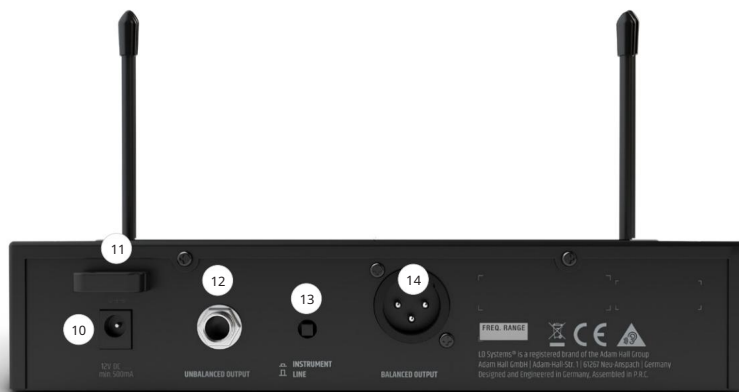 11
12
13
14
10
12V DC
min 500mA
UNBALANCED OUTPUT
INSTRUMENT
LINE
BALANCED OUTPUT
FREQ. RANGE
CE
LD Systems® is a registered brand of the Adam Hall Group
Adam Hall GmbH | Adam-Hall-Str. 1 | 61267 Neu-Anspach | Germany
Designed and Engineered in Germany, Assembled in P.R.C.